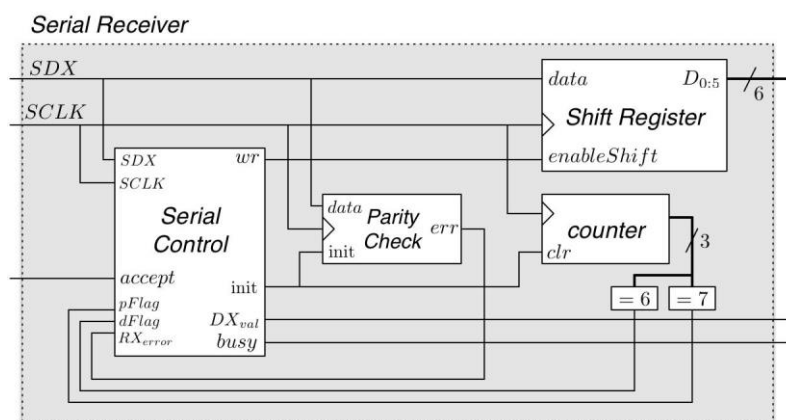 Serial Receiver
SDX
data
D0:5
6
SCLK
Shift Register
enableShift
SDX
wr
SCLK
Serial
Control
data
Parity
Check
err
init
counter
clr
3
accept
init
= 6
= 7
pFlag
dFlag
DXval
RXerror
busy